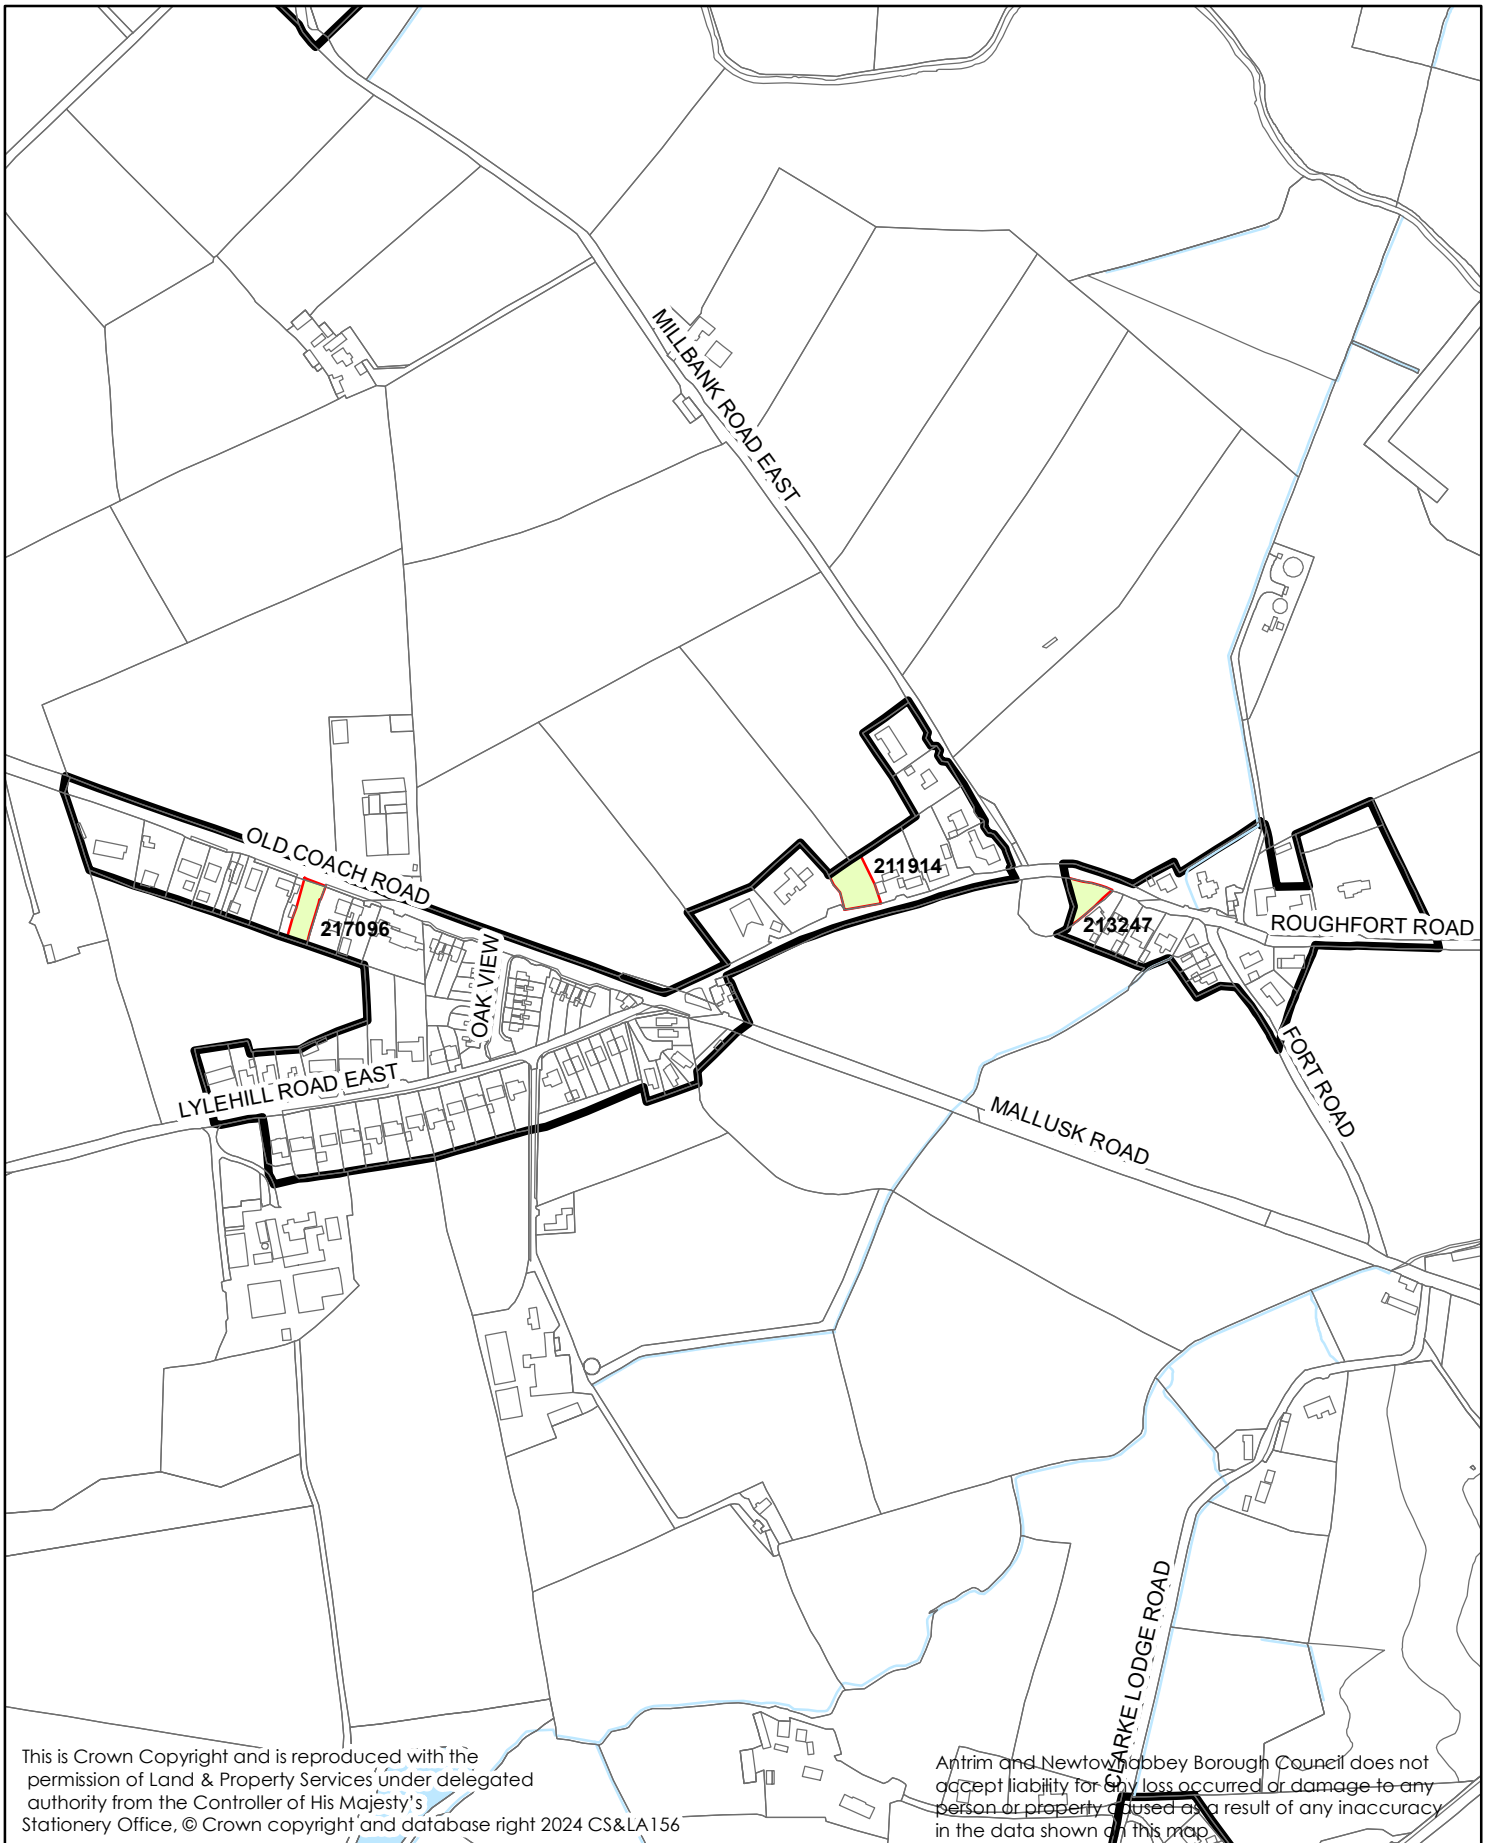 MILLBANK ROAD EAST
OLD COACH ROAD
211914
217096
213247
ROUGHFORT ROAD
OAK VIEW
LYLEHILL ROAD EAST
FORT ROAD
MALLUSK ROAD
CLARKE LODGE ROAD
This is Crown Copyright and is reproduced with the
permission of Land & Property Services under delegated
authority from the Controller of His Majesty's
Stationery Office, © Crown copyright and database right 2024 CS&LA156
Antrim and Newtownabbey Borough Council does not
accept liability for any loss occurred or damage to any
person or property caused as a result of any inaccuracy
in the data shown on this map